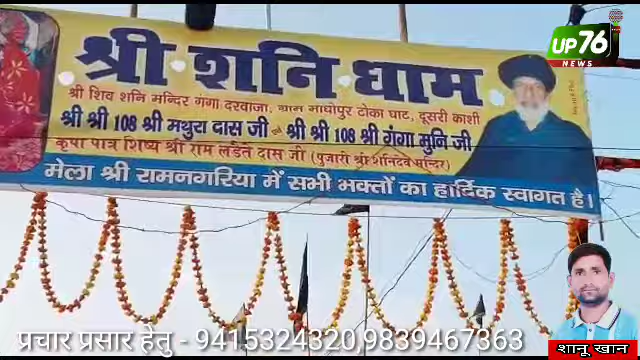 UP76
NEWS
श्री शनि धाम
श्री शिव शनि मन्दिर गंगा दरवाजा, ग्राम माधोपुर टोका घाट, दूसरी काशी
श्री श्री 108 श्री मथुरा दास जी श्री श्री 108 श्री गंगा मुनि जी
कृपा पात्र शिष्य श्री राम लडैते दास जी (पुजारी श्री शनिदेव मन्दिर)
मेला श्री रामनगरिया में सभी भक्तों का हार्दिक स्वागत है।
प्रचार प्रसार हेतु - 9415324320,9839467363
शानू खान